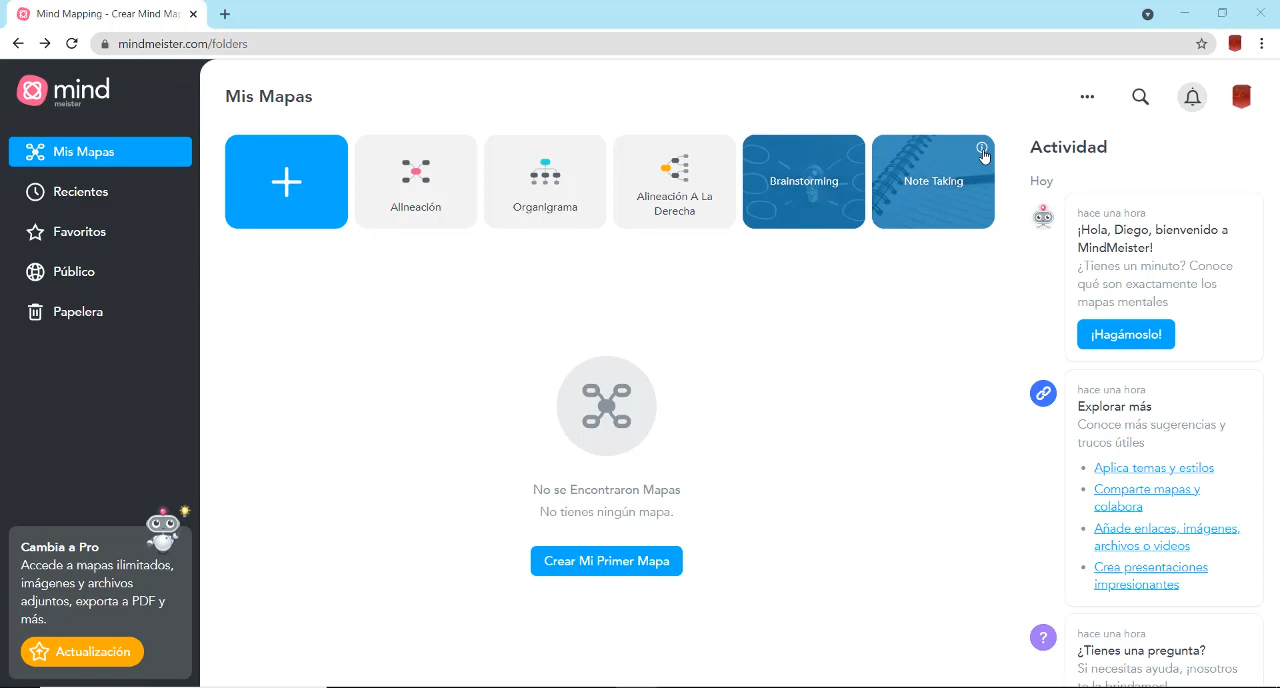 Mind Mapping - Crear Mind Ma
mindmeister.com/folders
mind
meister
Mis Mapas
Recientes
Favoritos
Público
Papelera
Cambia a Pro
Accede a mapas ilimitados,
imágenes y archivos
adjuntos, exporta a PDF y
más.
Actualización
Mis Mapas
Alineación
Organigrama
Alineación A La
Derecha
Brainstorming
Note Taking
No se Encontraron Mapas
No tienes ningún mapa.
Crear Mi Primer Mapa
Actividad
Hoy
hace una hora
¡Hola, Diego, bienvenido a
MindMeister!
¿Tienes un minuto? Conoce
qué son exactamente los
mapas mentales
¡Hagámoslo!
hace una hora
Explorar más
Conoce más sugerencias y
trucos útiles
• Aplica temas y estilos
• Comparte mapas y
colabora
• Añade enlaces, imágenes,
archivos o videos
• Crea presentaciones
impresionantes
?
hace una hora
¿Tienes una pregunta?
Si necesitas ayuda, ¡nosotros
te la brindamos!